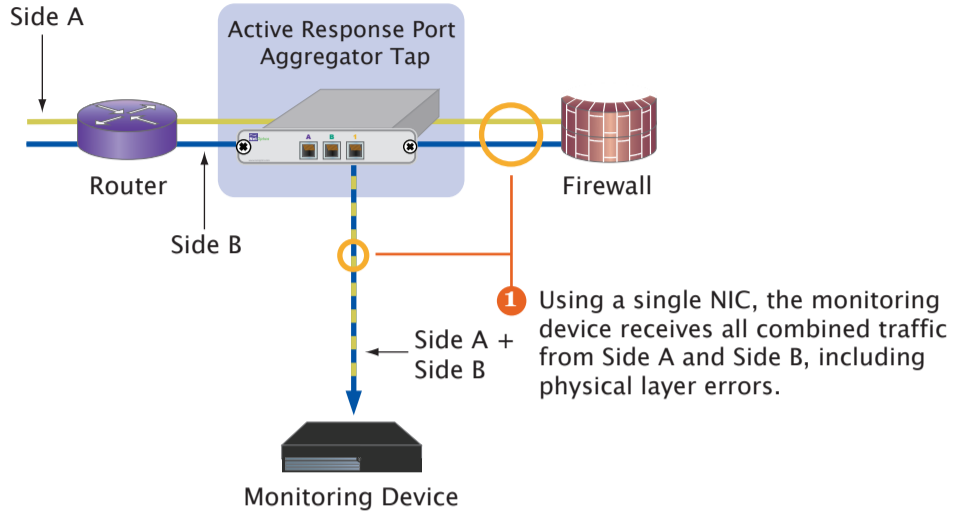 Side A
Active Response Port
Aggregator Tap
A B 1
Router
Firewall
Side B
1 Using a single NIC, the monitoring
device receives all combined traffic
from Side A and Side B, including
physical layer errors.
Side A +
Side B
Monitoring Device